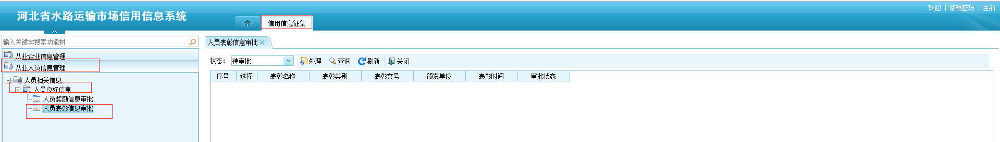 欢迎 | 修改密码 | 注销
河北省水路运输市场信用信息系统
信用信息征集
输入关键字搜索功能树
从业企业信息管理
从业人员信息管理
人员相关信息
人员良好信息
人员奖励信息审批
人员表彰信息审批
人员表彰信息审批
状态: 待审批 处理 查询 刷新 关闭
序号 选择 表彰名称 表彰类别 表彰文号 颁发单位 表彰时间 审批状态